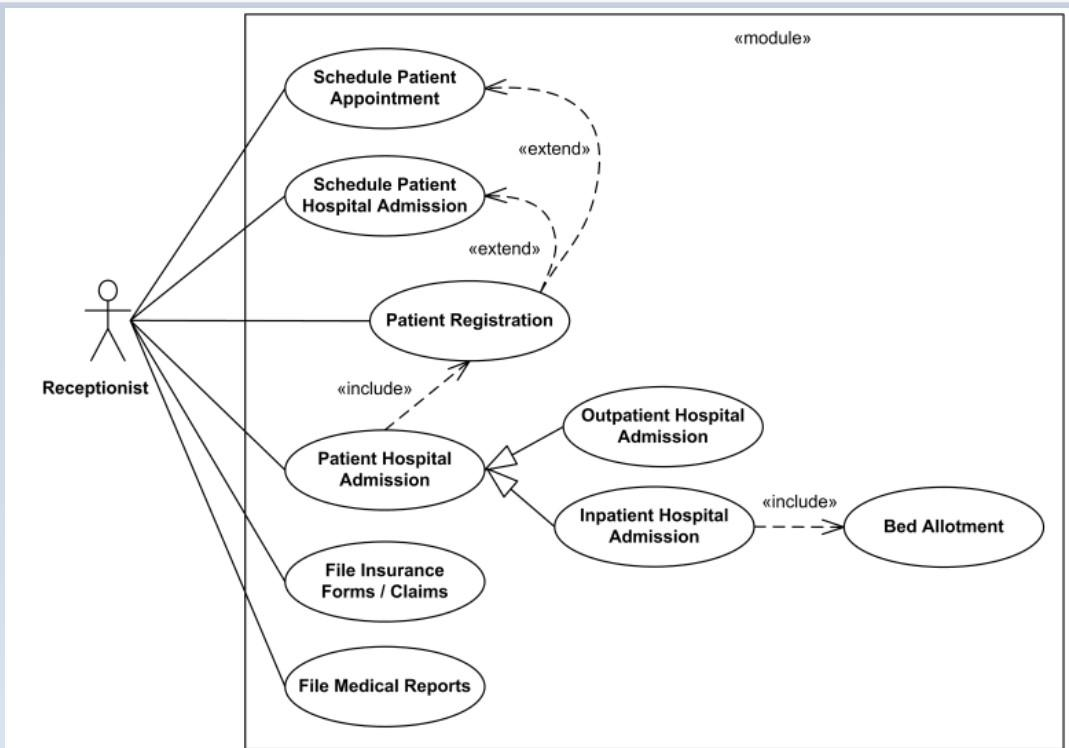 «module»
Schedule Patient
Appointment
«extend»
Schedule Patient
Hospital Admission
«extend»
Patient Registration
Receptionist
«include»
Outpatient Hospital
Admission
Patient Hospital
Admission
Inpatient Hospital
Admission
«include»
Bed Allotment
File Insurance
Forms / Claims
File Medical Reports